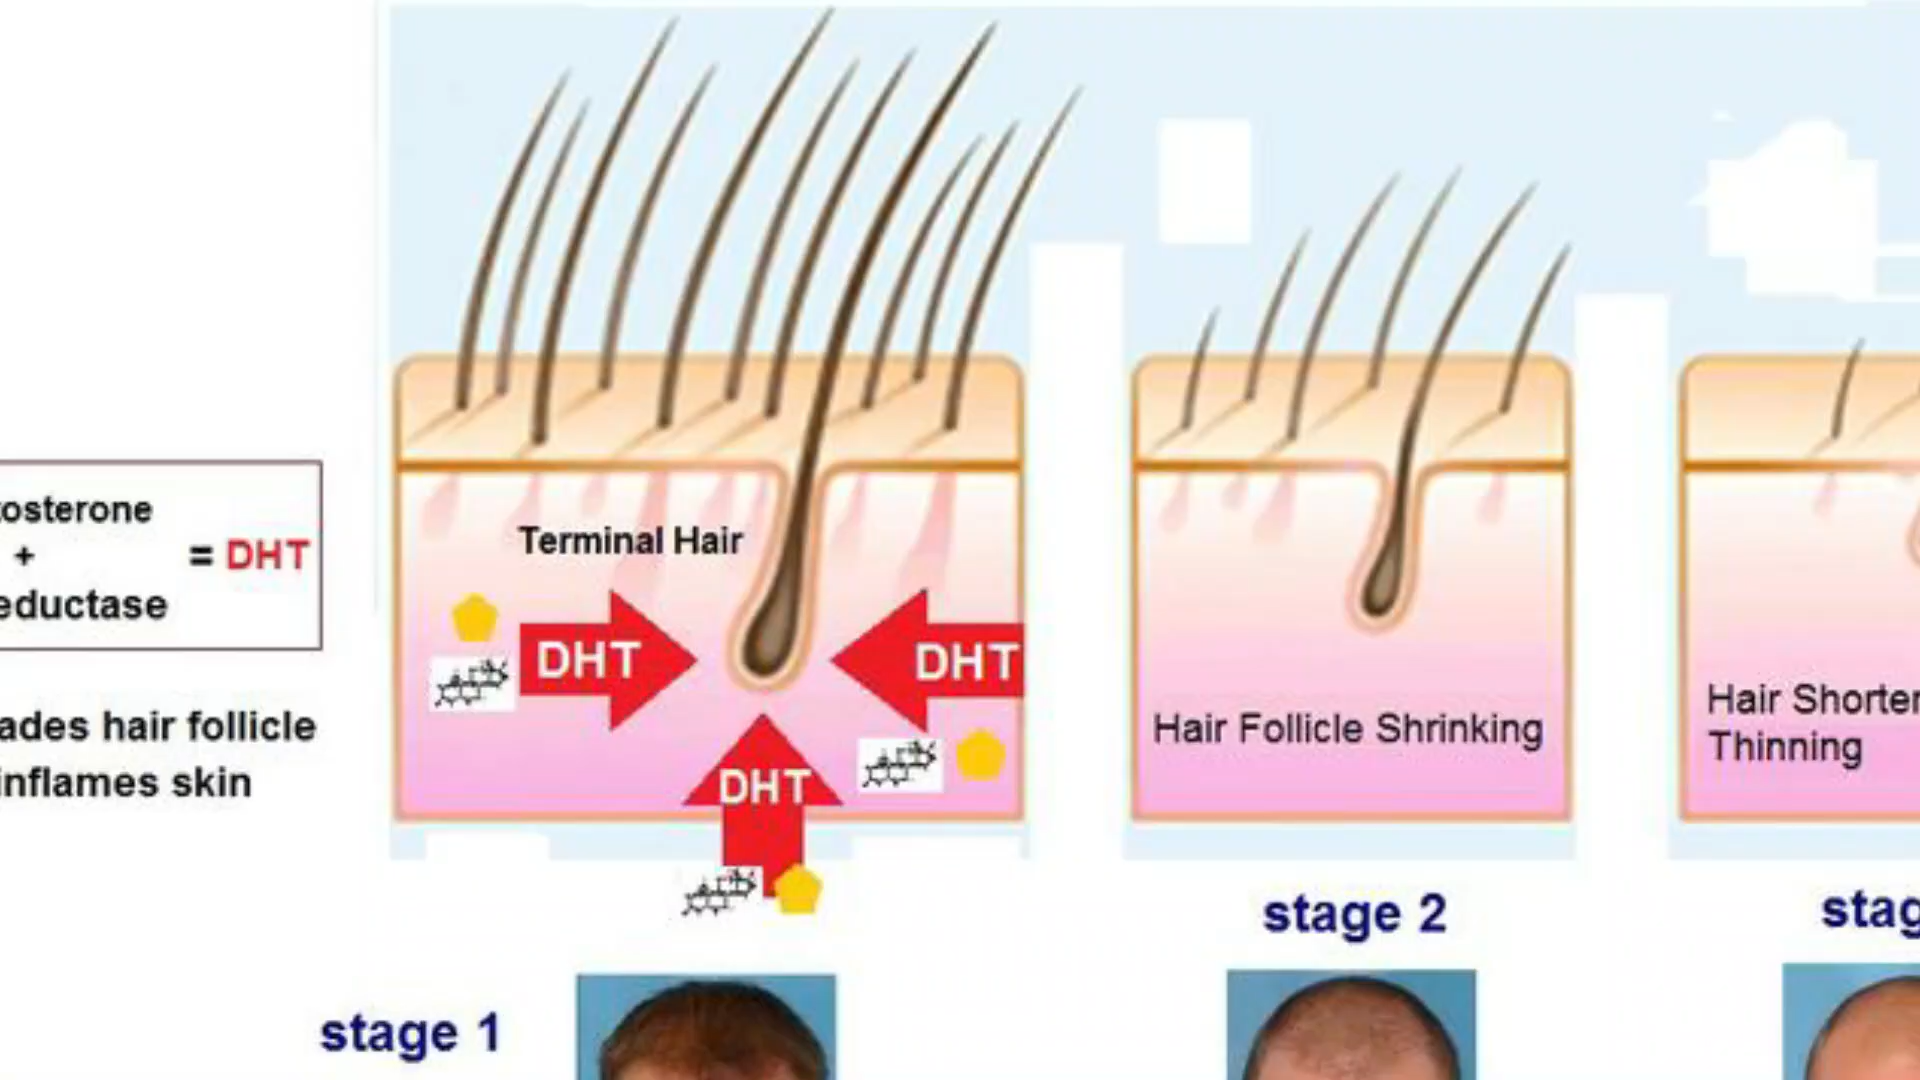 tosterone
+
= DHT
eductase
ades hair follicle
inflames skin
Terminal Hair
DHT
DHT
DHT
stage 1
Hair Follicle Shrinking
stage 2
Hair Shorter
Thinning
stag